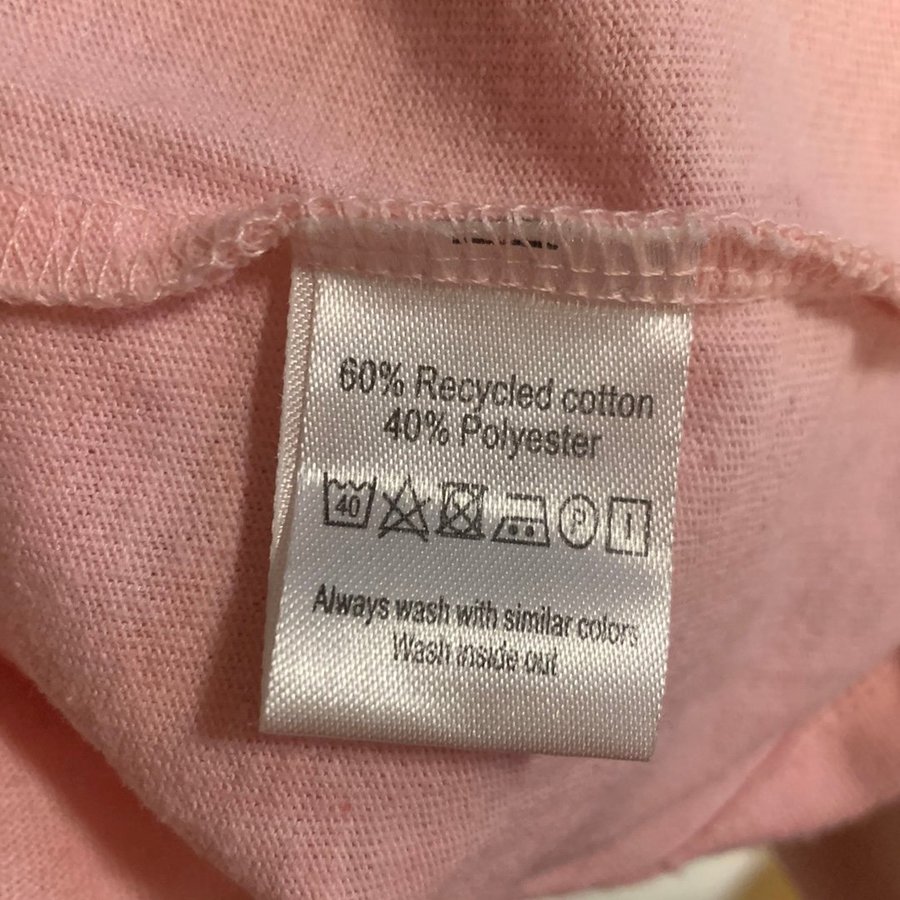 60% Recycled cotton
40% Polyester
40 P
Always wash with similar colors
Wash inside out